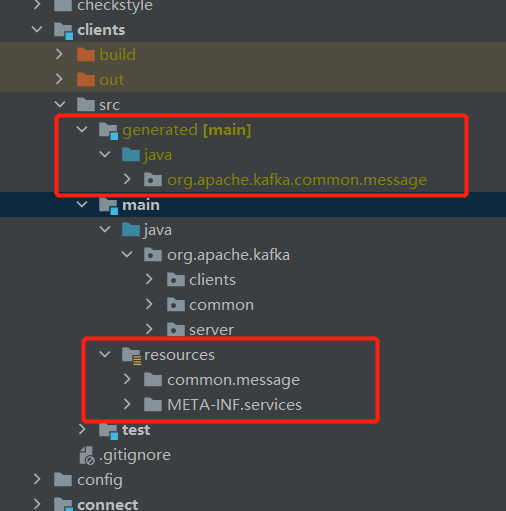 checkstyle
clients
build
out
src
generated [main]
java
org.apache.kafka.common.message
main
java
org.apache.kafka
clients
common
server
resources
common.message
META-INF.services
test
.gitignore
config
connect